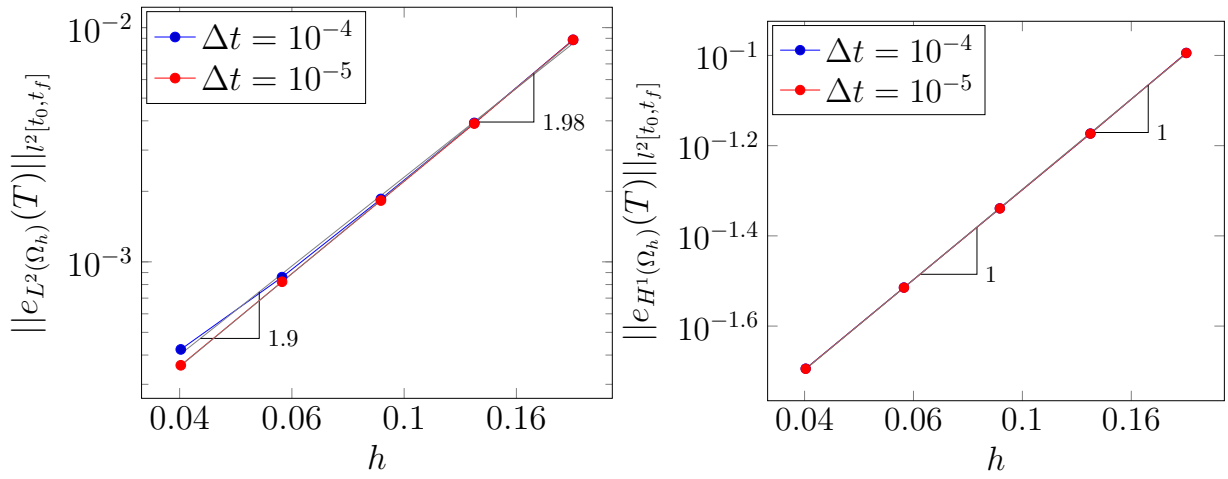 10^{-2}
Δt = 10^{-4}
Δt = 10^{-5}
1.98
10^{-3}
1.9
0.04 0.06 0.1 0.16
h
||e_{L^2(Ω_h)}(T)||_{l^2[t_0,t_f]}
10^{-1}
Δt = 10^{-4}
Δt = 10^{-5}
1
10^{-1.2}
10^{-1.4}
1
10^{-1.6}
0.04 0.06 0.1 0.16
h
||e_{H^1(Ω_h)}(T)||_{l^2[t_0,t_f]}